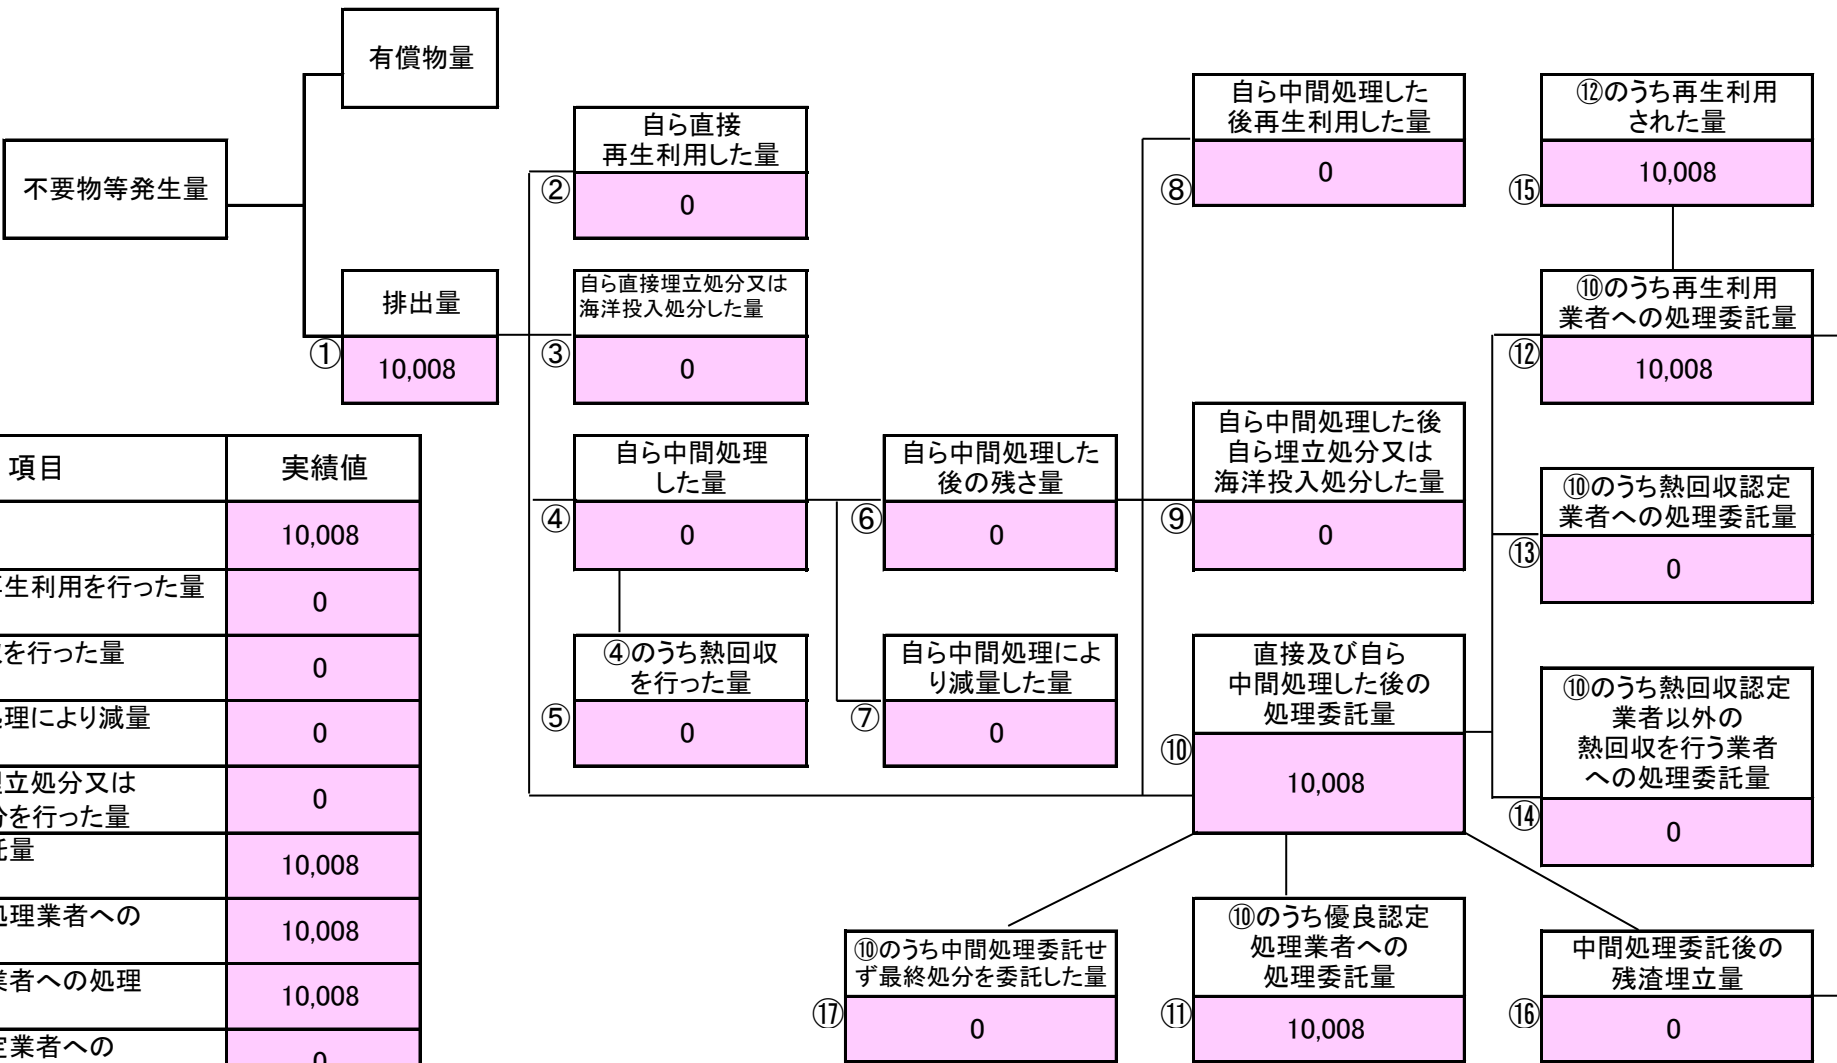 有償物量
不要物等発生量
排出量
①
10,008
自ら直接
再生利用した量
②
0
自ら直接埋立処分又は
海洋投入処分した量
③
0
自ら中間処理
した量
④
0
④のうち熱回収
を行った量
⑤
0
自ら中間処理した
後の残さ量
⑥
0
自ら中間処理によ
り減量した量
⑦
0
自ら中間処理した
後再生利用した量
⑧
0
自ら中間処理した後
自ら埋立処分又は
海洋投入処分した量
⑨
0
直接及び自ら
中間処理した後の
処理委託量
⑩
10,008
⑫のうち再生利用
された量
⑮
10,008
⑩のうち再生利用
業者への処理委託量
⑫
10,008
⑩のうち熱回収認定
業者への処理委託量
⑬
0
⑩のうち熱回収認定
業者以外の
熱回収を行う業者
への処理委託量
⑭
0
⑩のうち中間処理委託せ
ず最終処分を委託した量
⑰
0
⑩のうち優良認定
処理業者への
処理委託量
⑪
10,008
中間処理委託後の
残渣埋立量
⑯
0
項目 実績値
10,008
生利用を行った量
0
を行った量
0
理により減量
0
立処分又は
を行った量
0
量
10,008
理業者への
10,008
業者への処理
10,008
業者への
0